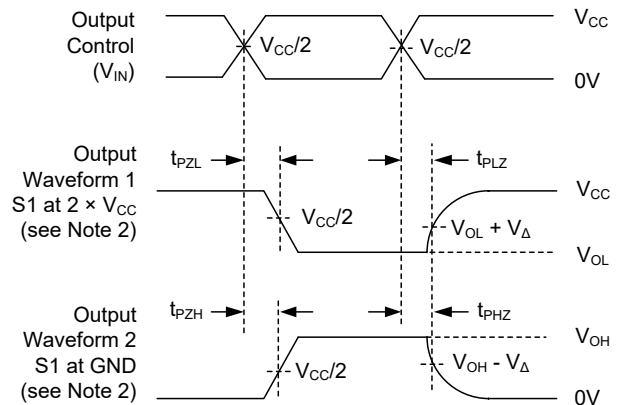 Output
Control
(VIN)
VCC/2
VCC/2
VCC
0V
Output
Waveform 1
S1 at 2 × VCC
(see Note 2)
tPZL
tPLZ
VCC/2
VCC
VOL + VΔ
VOL
Output
Waveform 2
S1 at GND
(see Note 2)
tPZH
tPHZ
VCC/2
VOH
VOH - VΔ
0V